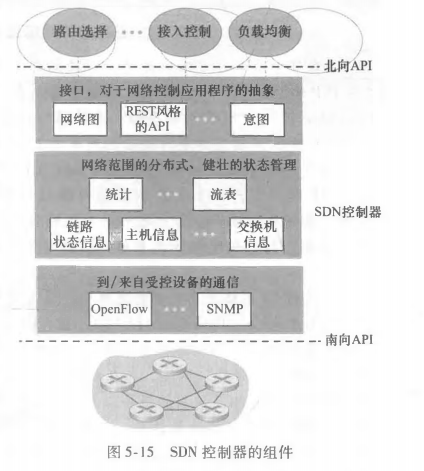 路由选择 ••• 接入控制 负载均衡
北向API
接口，对于网络控制应用程序的抽象
网络图 REST风格的API ••• 意图
网络范围的分布式、健壮的状态管理
统计 ••• 流表
SDN控制器
链路状态信息 主机信息 ••• 交换机信息
到/来自受控设备的通信
OpenFlow ••• SNMP
南向API
图 5-15 SDN 控制器的组件